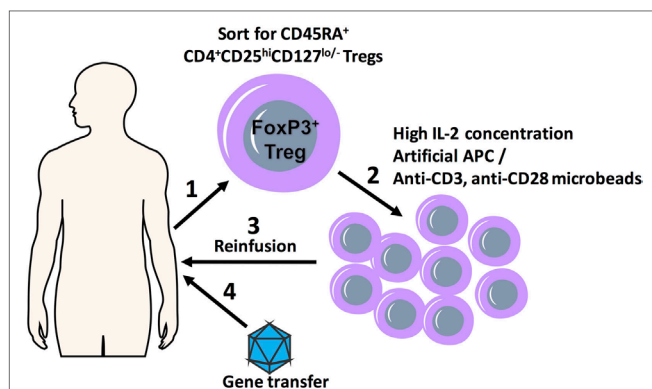 Sort for CD45RA⁺
CD4⁺CD25ʰⁱCD127ˡᵒ/⁻ Tregs
FoxP3⁺
Treg
High IL-2 concentration
Artificial APC /
Anti-CD3, anti-CD28 microbeads
1
2
3
Reinfusion
4
Gene transfer